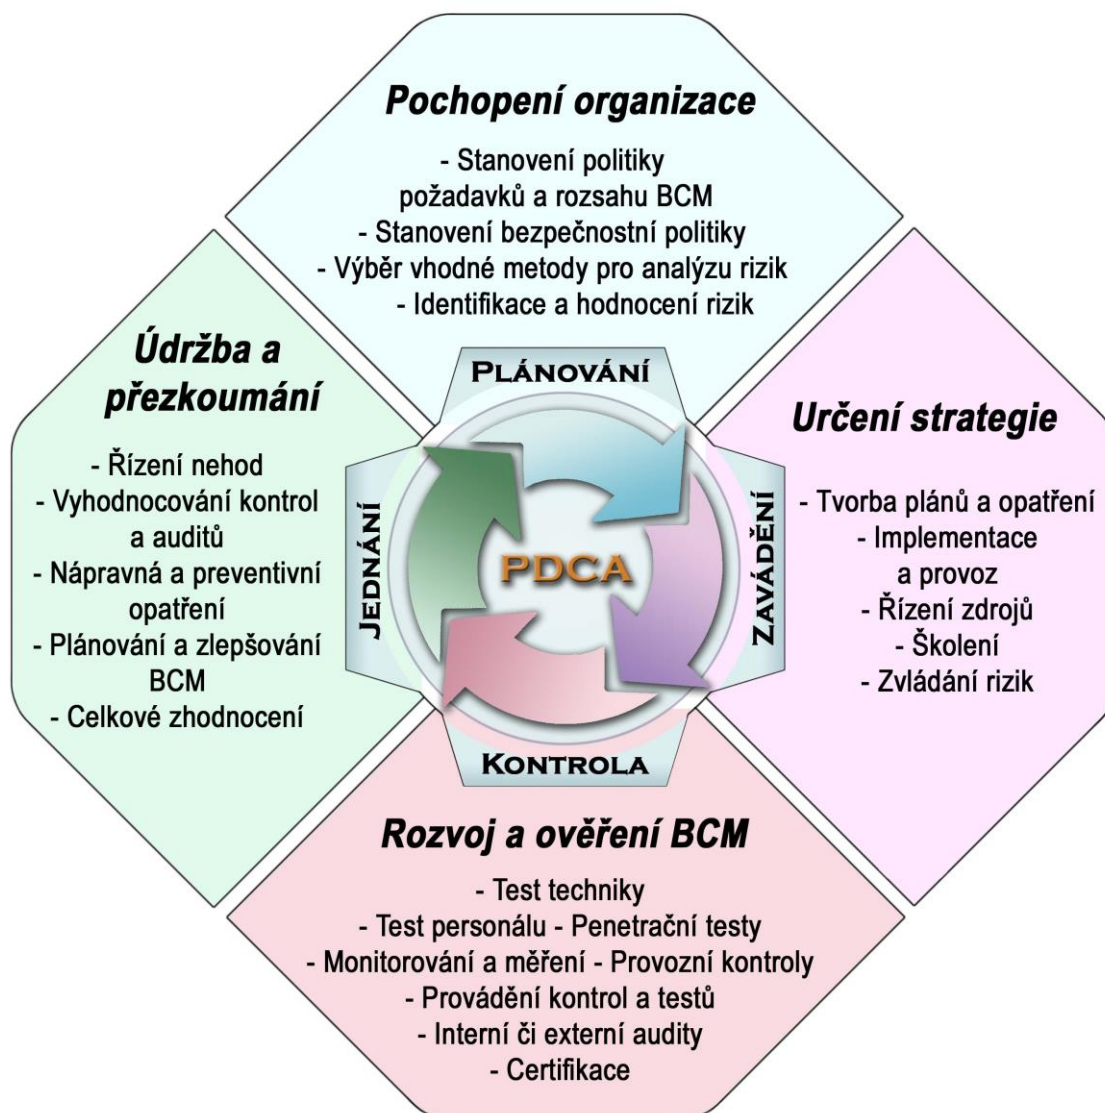 Pochopení organizace
- Stanovení politiky
požadavků a rozsahu BCM
- Stanovení bezpečnostní politiky
- Výběr vhodné metody pro analýzu rizik
- Identifikace a hodnocení rizik
Údržba a
přezkoumání
- Řízení nehod
- Vyhodnocování kontrol
a auditů
- Nápravná a preventivní
opatření
- Plánování a zlepšování
BCM
- Celkové zhodnocení
PLÁNOVÁNÍ
JEDNÁNÍ
PDCA
ZAVÁDĚNÍ
KONTROLA
Určení strategie
- Tvorba plánů a opatření
- Implementace
a provoz
- Řízení zdrojů
- Školení
- Zvládání rizik
Rozvoj a ověření BCM
- Test techniky
- Test personálu - Penetrační testy
- Monitorování a měření - Provozní kontroly
- Provádění kontrol a testů
- Interní či externí audity
- Certifikace